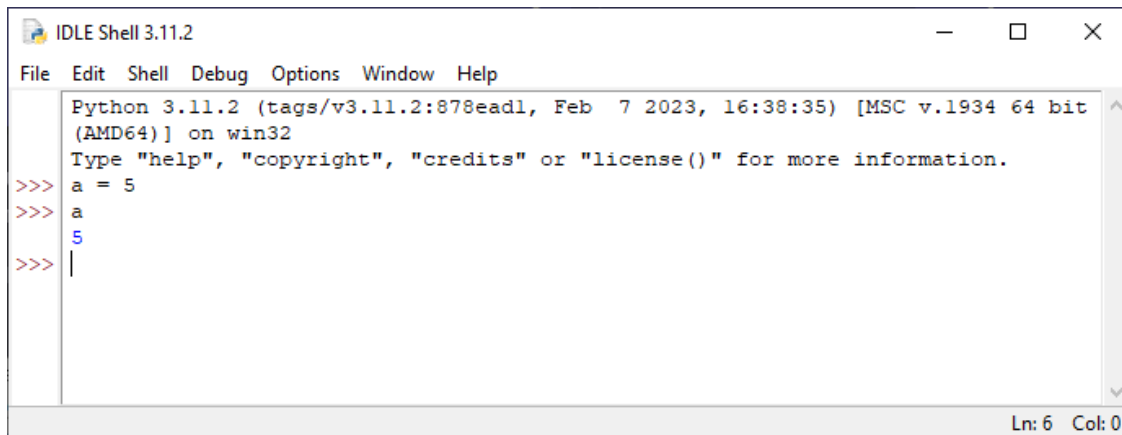 IDLE Shell 3.11.2
File Edit Shell Debug Options Window Help
Python 3.11.2 (tags/v3.11.2:878ead1, Feb  7 2023, 16:38:35) [MSC v.1934 64 bit
(AMD64)] on win32
Type "help", "copyright", "credits" or "license()" for more information.
>>> a = 5
>>> a
5
>>>
Ln: 6 Col: 0